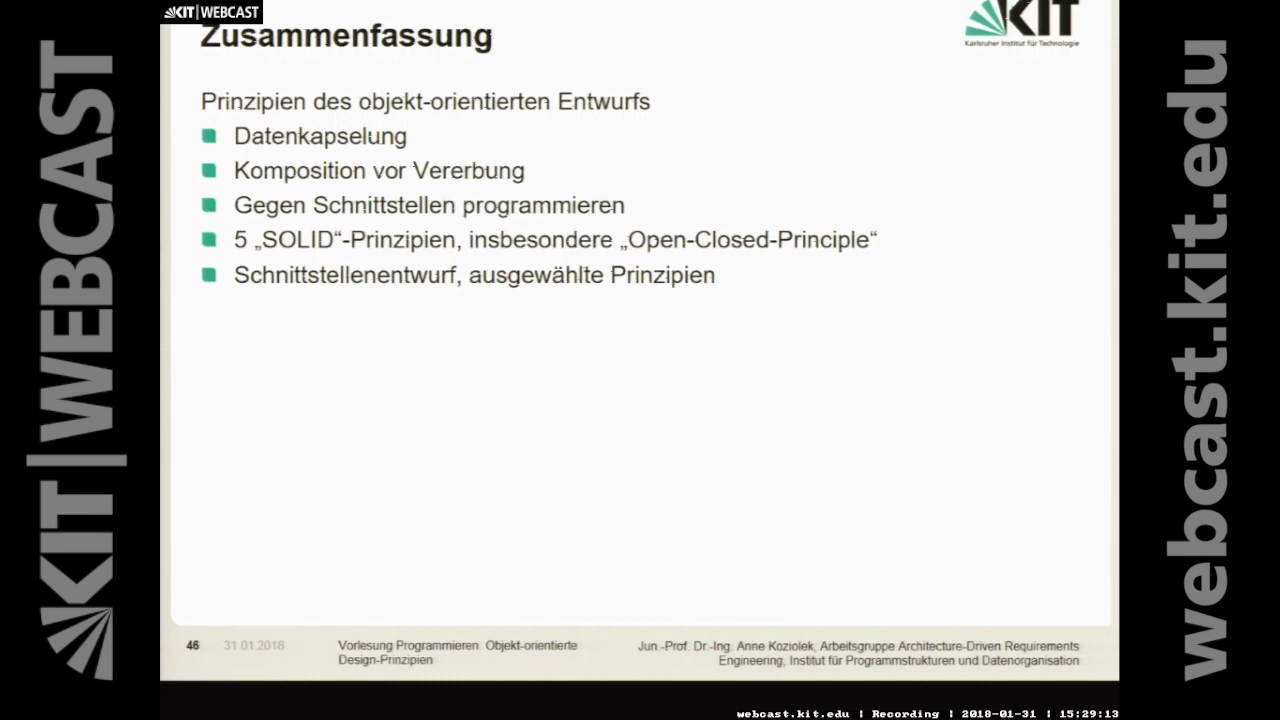 KIT|WEBCAST
Zusammenfassung
KIT
Karlsruher Institut für Technologie
Prinzipien des objekt-orientierten Entwurfs
Datenkapselung
Komposition vor Vererbung
Gegen Schnittstellen programmieren
5 „SOLID“-Prinzipien, insbesondere „Open-Closed-Principle“
Schnittstellenentwurf, ausgewählte Prinzipien
46
31.01.2018
Vorlesung Programmieren: Objekt-orientierte
Design-Prinzipien
Jun.-Prof. Dr.-Ing. Anne Koziolek, Arbeitsgruppe Architecture-Driven Requirements
Engineering, Institut für Programmstrukturen und Datenorganisation
KIT|WEBCAST
webcast.kit.edu
webcast.kit.edu | Recording | 2018-01-31 | 15:29:13